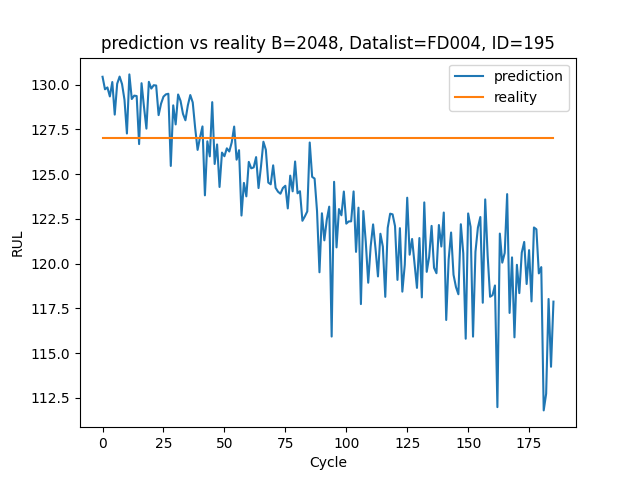 prediction vs reality B=2048, Datalist=FD004, ID=195
prediction
reality
RUL
130.0
127.5
125.0
122.5
120.0
117.5
115.0
112.5
0 25 50 75 100 125 150 175
Cycle